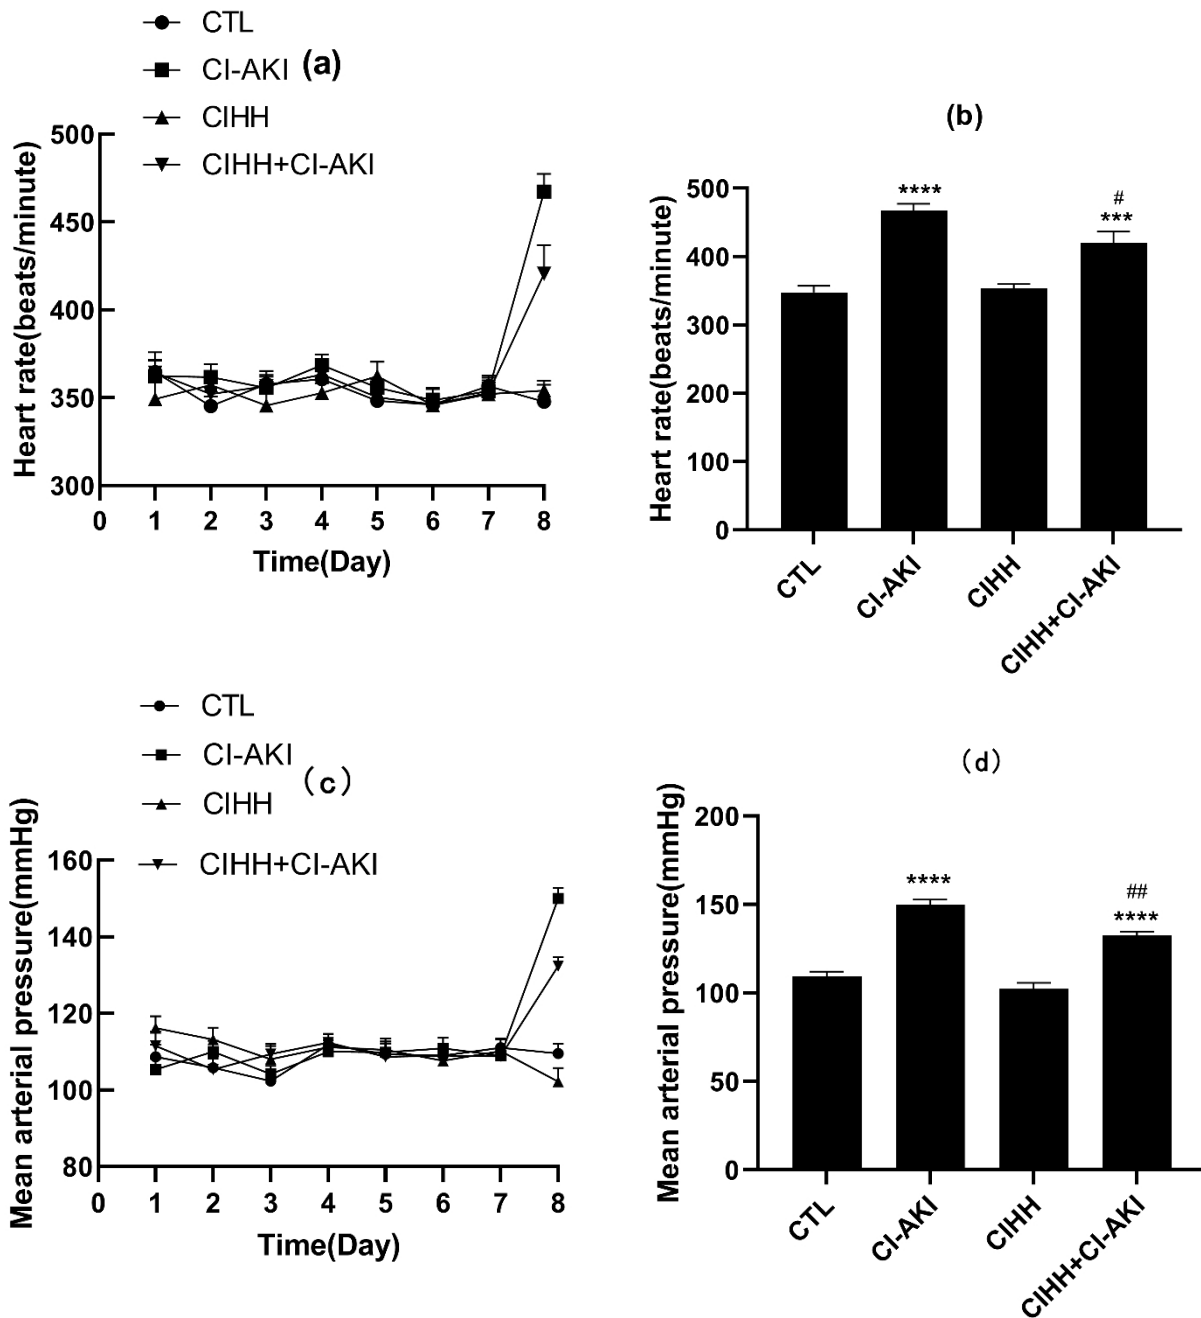 CTL
CI-AKI
(a)
CIHH
CIHH+CI-AKI
Heart rate(beats/minute)
500
450
400
350
300
0 1 2 3 4 5 6 7 8
Time(Day)
(b)
Heart rate(beats/minute)
500
400
300
200
100
0
****
#
***
CTL
CI-AKI
CIHH
CIHH+CI-AKI
CTL
CI-AKI
(c)
CIHH
CIHH+CI-AKI
Mean arterial pressure(mmHg)
160
140
120
100
80
0 1 2 3 4 5 6 7 8
Time(Day)
(d)
Mean arterial pressure(mmHg)
200
150
100
50
0
****
##
****
CTL
CI-AKI
CIHH
CIHH+CI-AKI